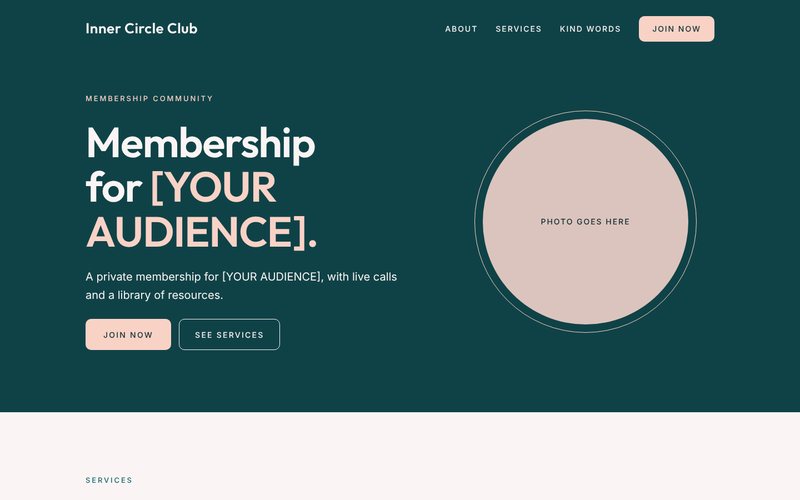 Inner Circle Club
ABOUT
SERVICES
KIND WORDS
JOIN NOW
MEMBERSHIP COMMUNITY
Membership
for [YOUR
AUDIENCE].
A private membership for [YOUR AUDIENCE], with live calls
and a library of resources.
JOIN NOW
SEE SERVICES
PHOTO GOES HERE
SERVICES